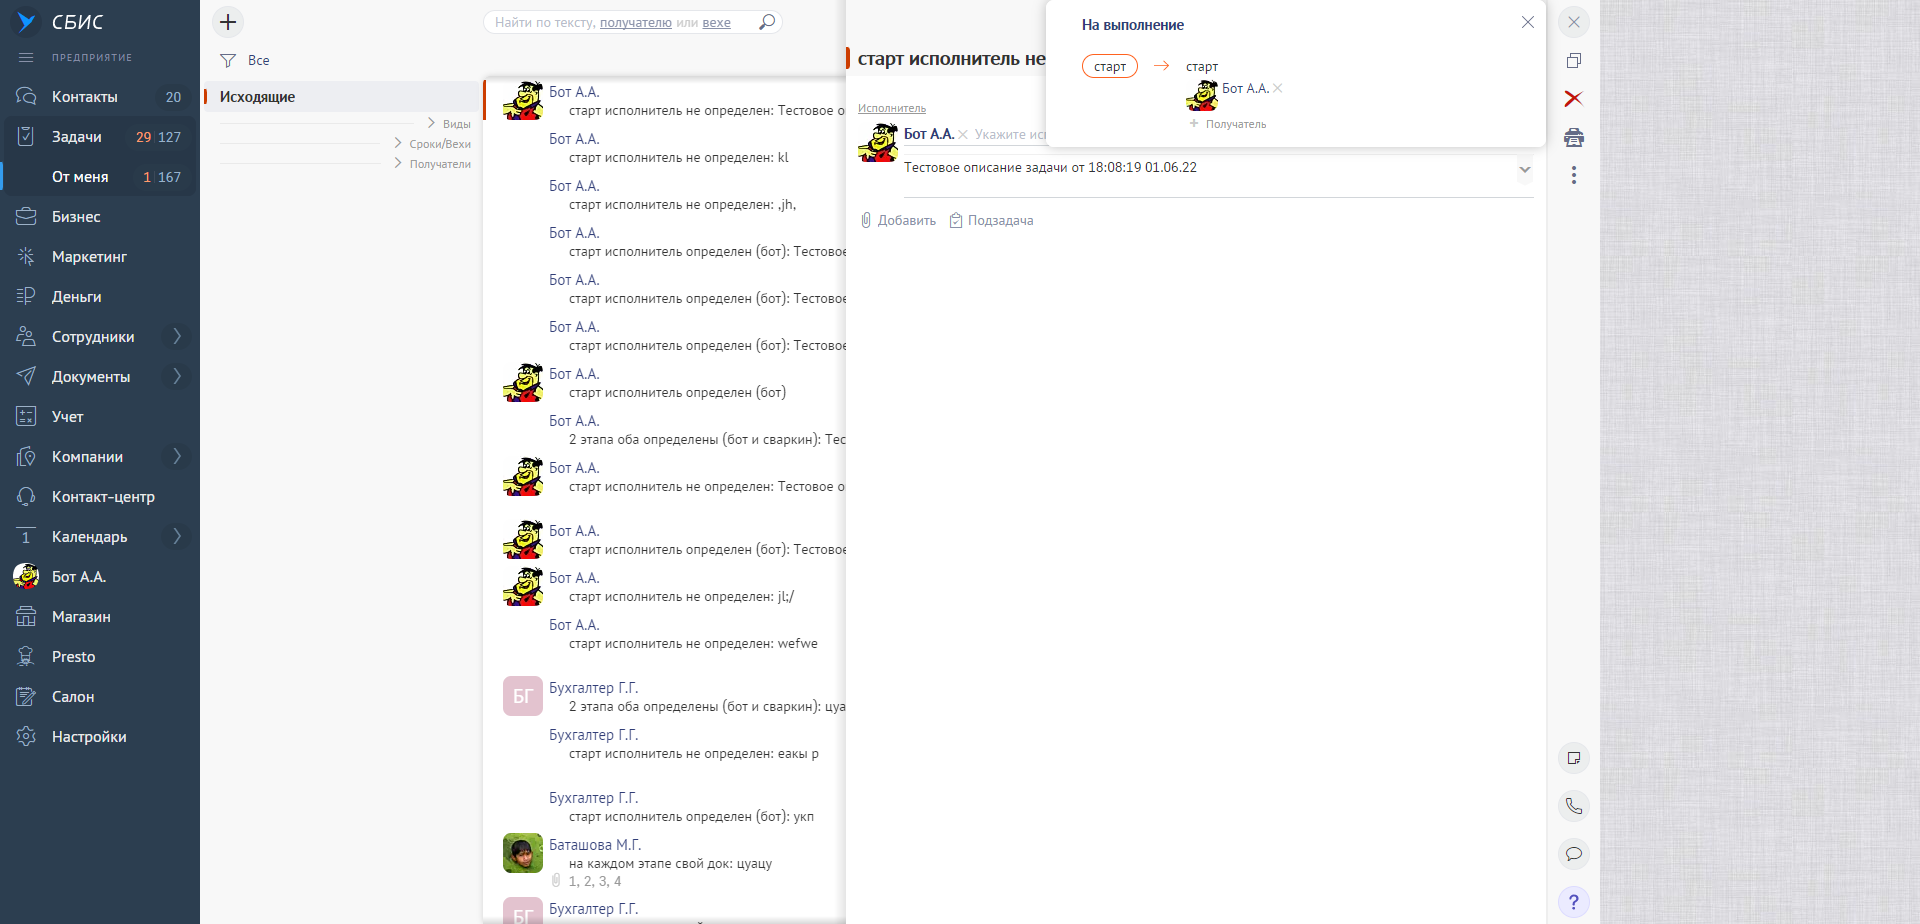 СБИС
ПРЕДПРИЯТИЕ
Контакты 20
Задачи 29 127
От меня 1 167
Бизнес
Маркетинг
Деньги
Сотрудники
Документы
Учет
Компании
Контакт-центр
1 Календарь
Бот А.А.
Магазин
Presto
Салон
Настройки
Все
Исходящие
Виды
Сроки/Вехи
Получатели
Найти по тексту, получателю или вехе
Бот А.А.
старт исполнитель не определен: Тестовое о
Бот А.А.
старт исполнитель не определен: kl
Бот А.А.
старт исполнитель не определен: ,jh,
Бот А.А.
старт исполнитель определен (бот): Тестовое
Бот А.А.
старт исполнитель определен (бот): Тестовое
Бот А.А.
старт исполнитель определен (бот): Тестовое
Бот А.А.
старт исполнитель определен (бот)
Бот А.А.
2 этапа оба определены (бот и сваркин): Тес
Бот А.А.
старт исполнитель не определен: Тестовое о
Бот А.А.
старт исполнитель определен (бот): Тестовое
Бот А.А.
старт исполнитель не определен: jl;/
Бот А.А.
старт исполнитель не определен: wefwe
БГ
Бухгалтер Г.Г.
2 этапа оба определены (бот и сваркин): цуа
Бухгалтер Г.Г.
старт исполнитель не определен: еакы р
Бухгалтер Г.Г.
старт исполнитель определен (бот): укп
Баташова М.Г.
на каждом этапе свой док: цуацу
1, 2, 3, 4
БГ
Бухгалтер Г.Г.
старт исполнитель не
Исполнитель
Бот А.А. Укажите
Тестовое описание задачи от 18:08:19 01.06.22
Добавить Подзадача
На выполнение
старт старт
Бот А.А.
+ Получатель
?